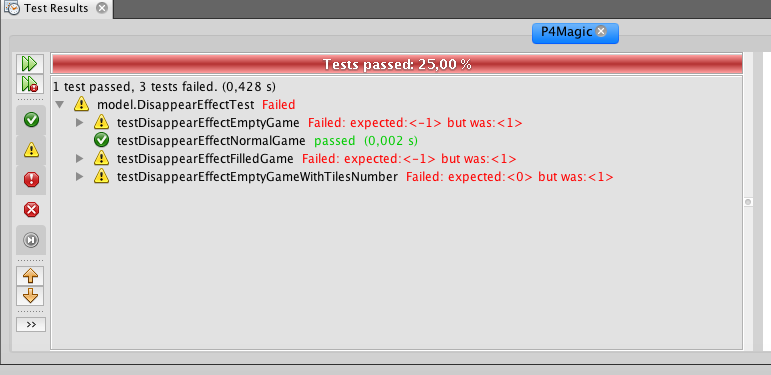 Test Results
P4Magic
Tests passed: 25,00 %
1 test passed, 3 tests failed. (0,428 s)
model.DisappearEffectTest Failed
testDisappearEffectEmptyGame Failed: expected:<-1> but was:<1>
testDisappearEffectNormalGame passed (0,002 s)
testDisappearEffectFilledGame Failed: expected:<-1> but was:<1>
testDisappearEffectEmptyGameWithTilesNumber Failed: expected:<0> but was:<1>
>>